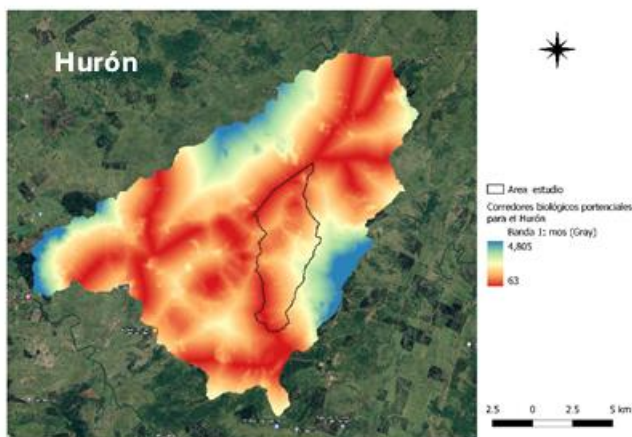 Hurón
Area estudio
Corredores biológicos portenciales
para el Hurón
Banda 1: mos (Gray)
4,805
63
2.5 0 2.5 5 km